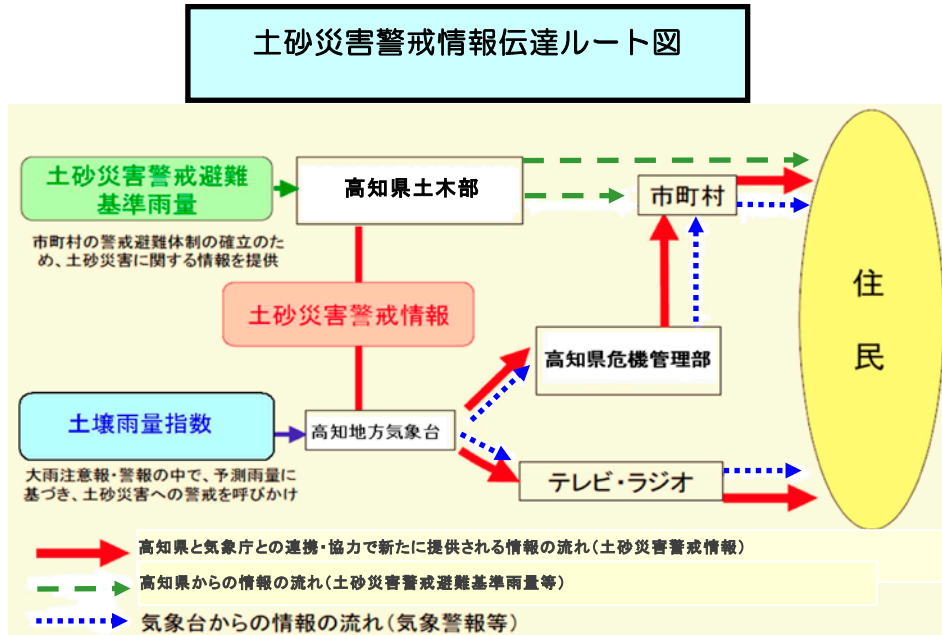 土砂災害警戒情報伝達ルート図
土砂災害警戒避難
基準雨量
高知県土木部
市町村
市町村の警戒避難体制の確立のた
め、土砂災害に関する情報を提供
住
民
土砂災害警戒情報
高知県危機管理部
土壌雨量指数
高知地方気象台
大雨注意報・警報の中で、予測雨量に
基づき、土砂災害への警戒を呼びかけ
テレビ・ラジオ
高知県と気象庁との連携・協力で新たに提供される情報の流れ(土砂災害警戒情報)
高知県からの情報の流れ(土砂災害警戒避難基準雨量等)
気象台からの情報の流れ(気象警報等)